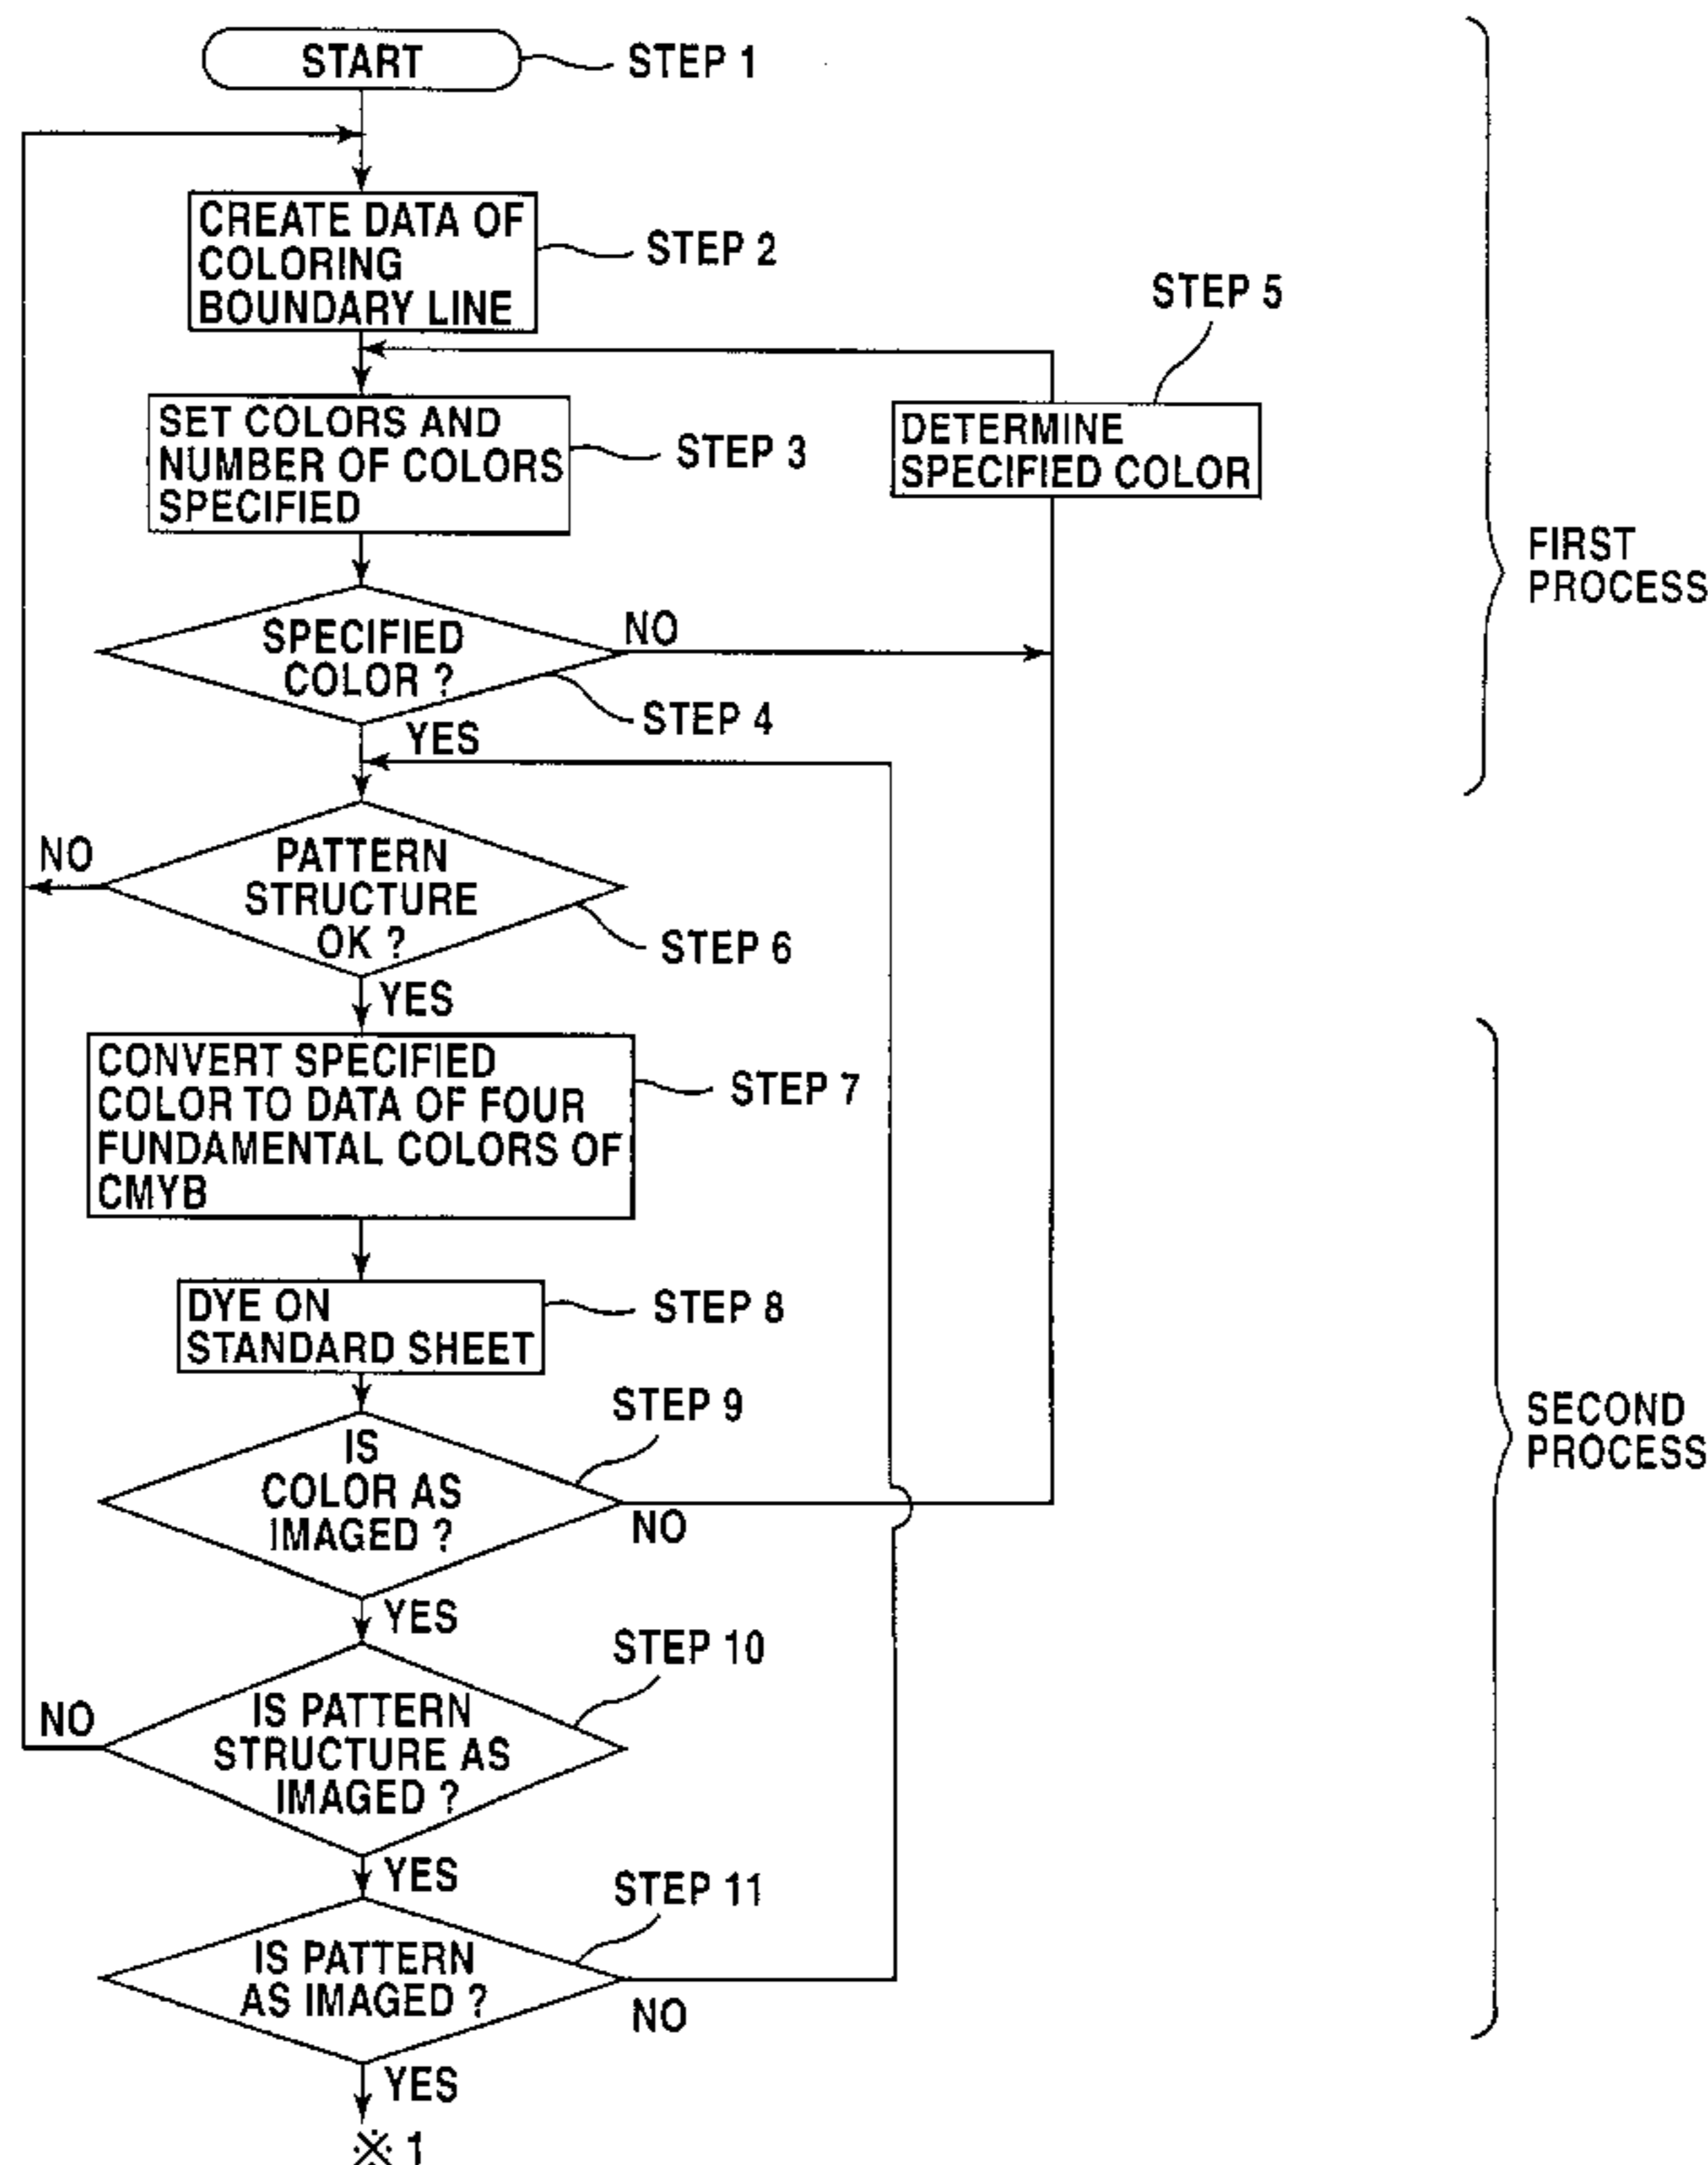 START
STEP 1
CREATE DATA OF
COLORING
BOUNDARY LINE
STEP 2
STEP 5
SET COLORS AND
NUMBER OF COLORS
SPECIFIED
STEP 3
DETERMINE
SPECIFIED COLOR
FIRST
PROCESS
SPECIFIED
COLOR ?
NO
STEP 4
YES
NO
PATTERN
STRUCTURE
OK ?
STEP 6
YES
CONVERT SPECIFIED
COLOR TO DATA OF FOUR
FUNDAMENTAL COLORS OF
CMYB
STEP 7
DYE ON
STANDARD SHEET
STEP 8
STEP 9
SECOND
PROCESS
IS
COLOR AS
IMAGED ?
NO
YES
STEP 10
NO
IS PATTERN
STRUCTURE AS
IMAGED ?
YES
STEP 11
IS PATTERN
AS IMAGED ?
NO
YES
※ 1